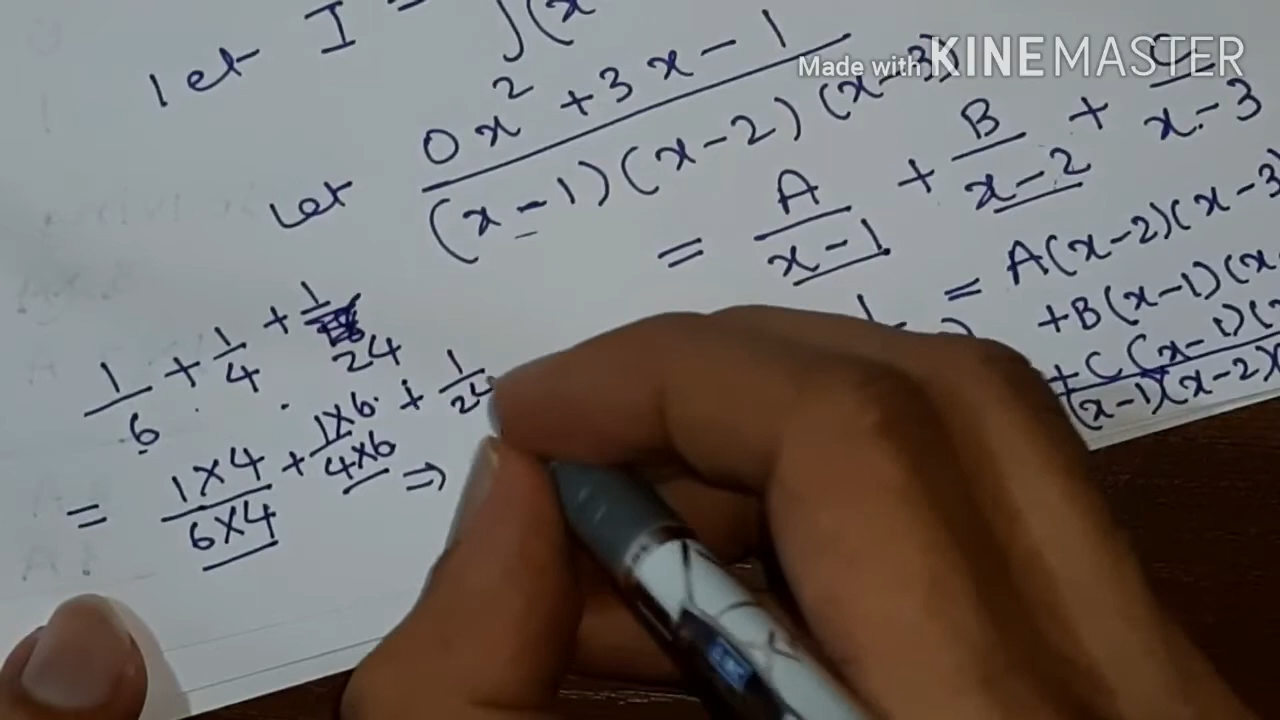 Let I = ∫(x
Made with KINEMASTER
Let 0x² + 3x - 1 / (x-1)(x-2)(x-3)
= A/x-1 + B/x-2 + C/x-3
= A(x-2)(x-3)
+B(x-1)(x
+C(x-1)(x
(x-1)(x-2)(
1/6 + 1/4 + 1/24
= 1×4/6×4 + 1×6/4×6 + 1/24 ⇒